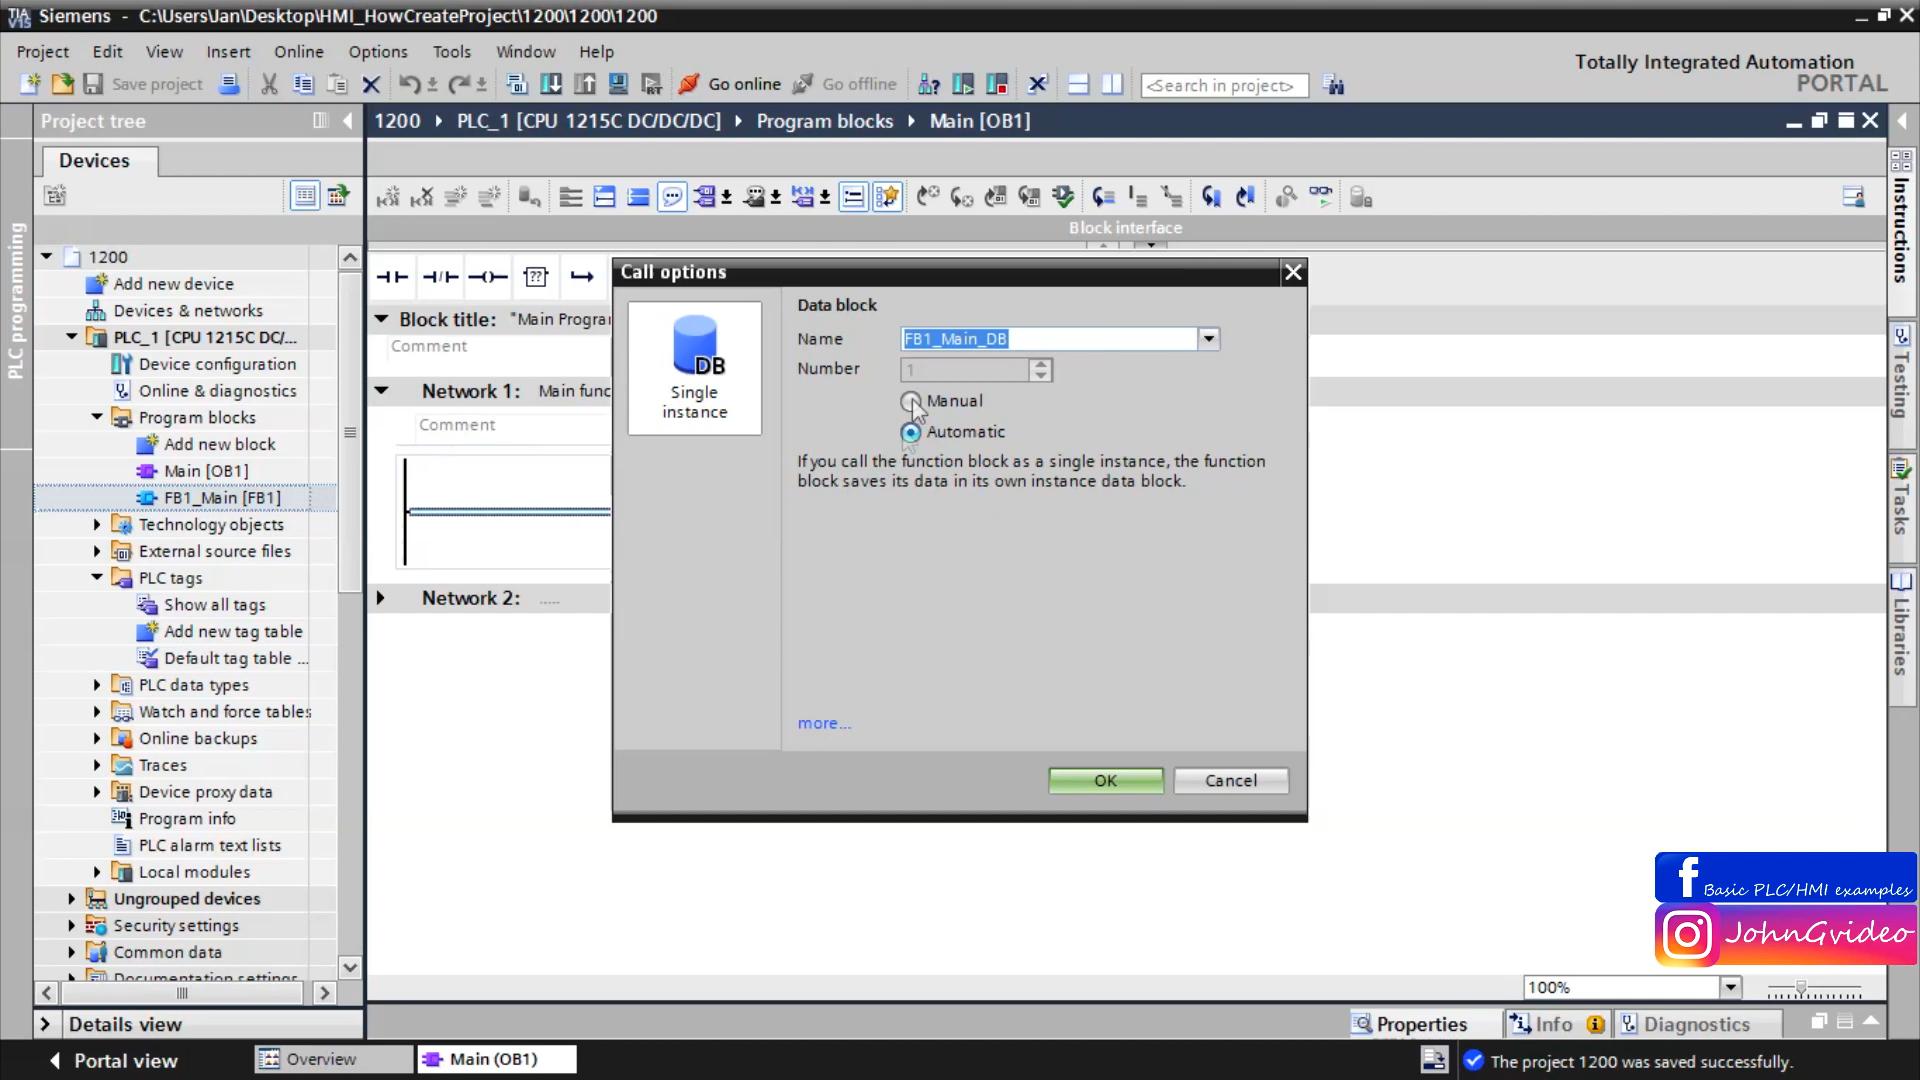 Siemens - C:\Users\Jan\Desktop\HMI_HowCreateProject\1200\1200\1200
Project Edit View Insert Online Options Tools Window Help
Totally Integrated Automation
PORTAL
Save project
Go online
Go offline
<Search in project>
Project tree
1200 PLC_1 [CPU 1215C DC/DC/DC] Program blocks Main [OB1]
Devices
PLC programming
Block interface
1200
Add new device
Devices & networks
PLC_1 [CPU 1215C DC/...
Device configuration
Online & diagnostics
Program blocks
Add new block
Main [OB1]
FB1_Main [FB1]
Technology objects
External source files
PLC tags
Show all tags
Add new tag table
Default tag table ...
PLC data types
Watch and force tables
Online backups
Traces
Device proxy data
Program info
PLC alarm text lists
Local modules
Ungrouped devices
Security settings
Common data
Documentation settings
Details view
??
Block title: "Main Progra
Comment
Network 1: Main func
Comment
Network 2: .....
Call options
DB
Single
instance
Data block
Name FB1_Main_DB
Number 1
Manual
Automatic
If you call the function block as a single instance, the function
block saves its data in its own instance data block.
more...
OK Cancel
Instructions
Testing
Tasks
Libraries
Basic PLC/HMI examples
JohnGvideo
100%
Properties Info Diagnostics
Portal view Overview Main (OB1) The project 1200 was saved successfully.